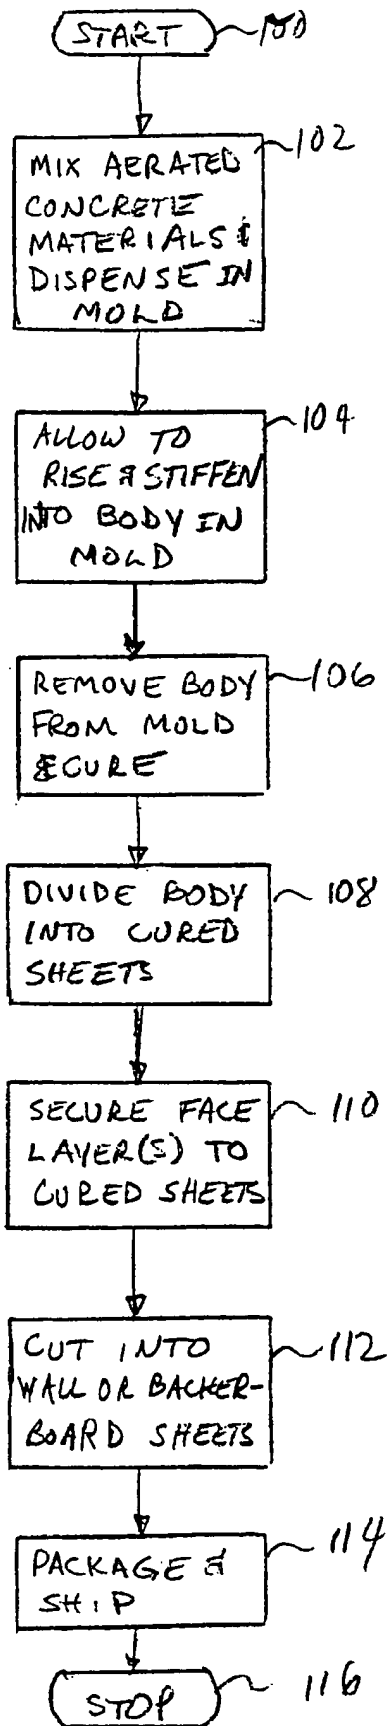 START 100
102
MIX AERATED
CONCRETE
MATERIALS &
DISPENSE IN
MOLD
104
ALLOW TO
RISE & STIFFEN
INTO BODY IN
MOLD
106
REMOVE BODY
FROM MOLD
& CURE
108
DIVIDE BODY
INTO CURED
SHEETS
110
SECURE FACE
LAYER(S) TO
CURED SHEETS
112
CUT INTO
WALL OR BACKER-
BOARD SHEETS
114
PACKAGE &
SHIP
116
STOP